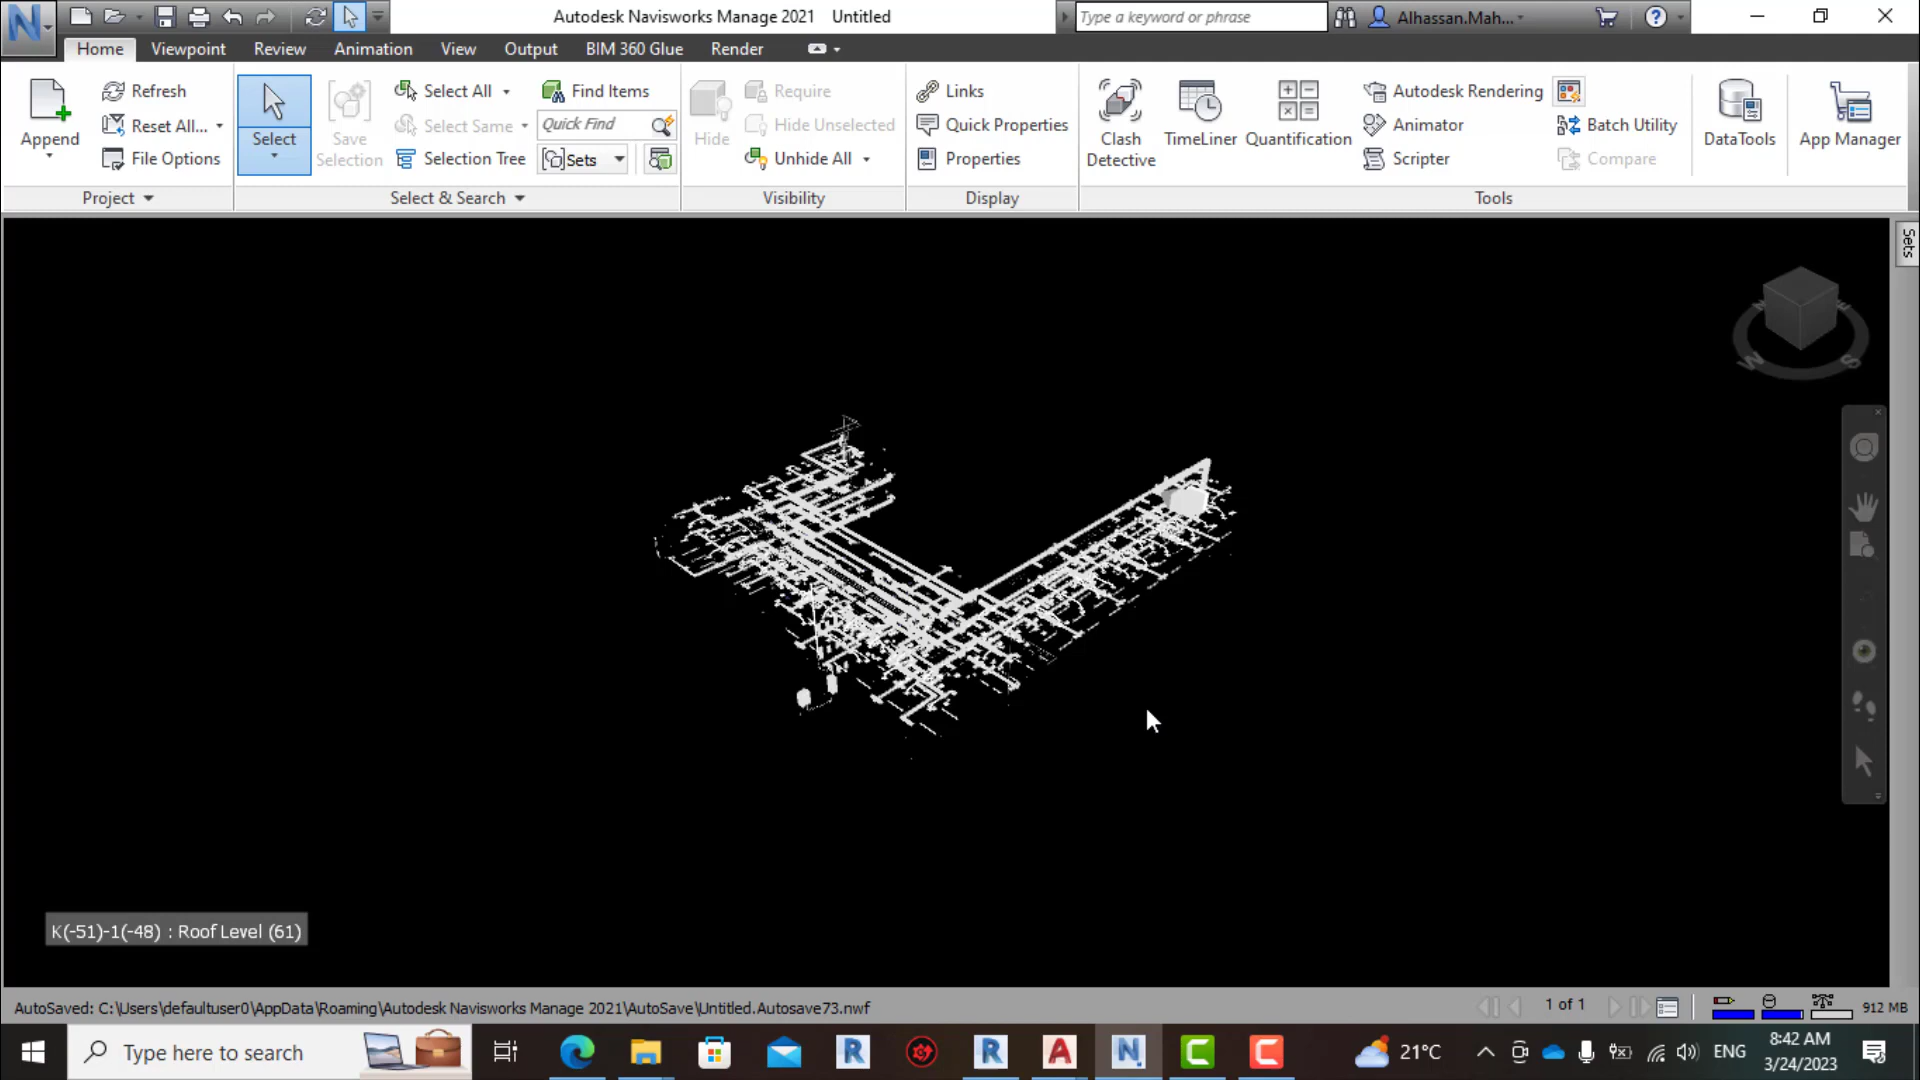 Autodesk Navisworks Manage 2021 Untitled
Type a keyword or phrase
Alhassan.Mah...
Home Viewpoint Review Animation View Output BIM 360 Glue Render
Append
Refresh
Reset All...
File Options
Project
Select
Save Selection
Select All
Select Same
Selection Tree
Find Items
Quick Find
Sets
Select & Search
Hide
Require
Hide Unselected
Unhide All
Visibility
Links
Quick Properties
Properties
Display
Clash Detective
TimeLiner
Quantification
Autodesk Rendering
Animator
Scripter
Batch Utility
Compare
Tools
DataTools
App Manager
Sets
N E
W S
K(-51)-1(-48) : Roof Level (61)
AutoSaved: C:\Users\defaultuser0\AppData\Roaming\Autodesk Navisworks Manage 2021\AutoSave\Untitled.Autosave73.nwf
1 of 1
912 MB
Type here to search
21°C
ENG
8:42 AM
3/24/2023